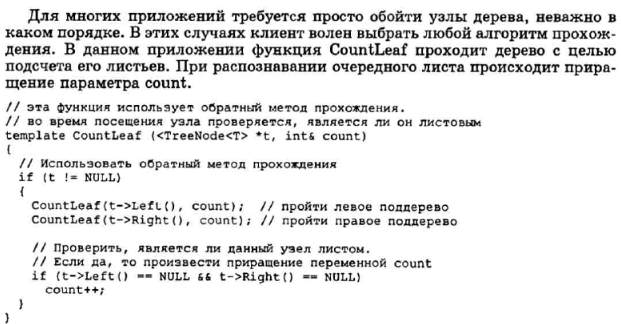 Для многих приложений требуется просто обойти узлы дерева, неважно в
каком порядке. В этих случаях клиент волен выбрать любой алгоритм прохож-
дения. В данном приложении функция CountLeaf проходит дерево с целью
подсчета его листьев. При распознавании очередного листа происходит прира-
щение параметра count.
// эта функция использует обратный метод прохождения.
// во время посещения узла проверяется, является ли он листовым
template CountLeaf (<TreeNode<T> *t, int& count)
{
// Использовать обратный метод прохождения
if (t != NULL)
{
CountLeaf(t->Left(), count); // пройти левое поддерево
CountLeaf(t->Right(), count); // пройти правое поддерево
// Проверить, является ли данный узел листом.
// Если да, то произвести приращение переменной count
if (t->Left() == NULL && t->Right() == NULL)
count++;
}
}